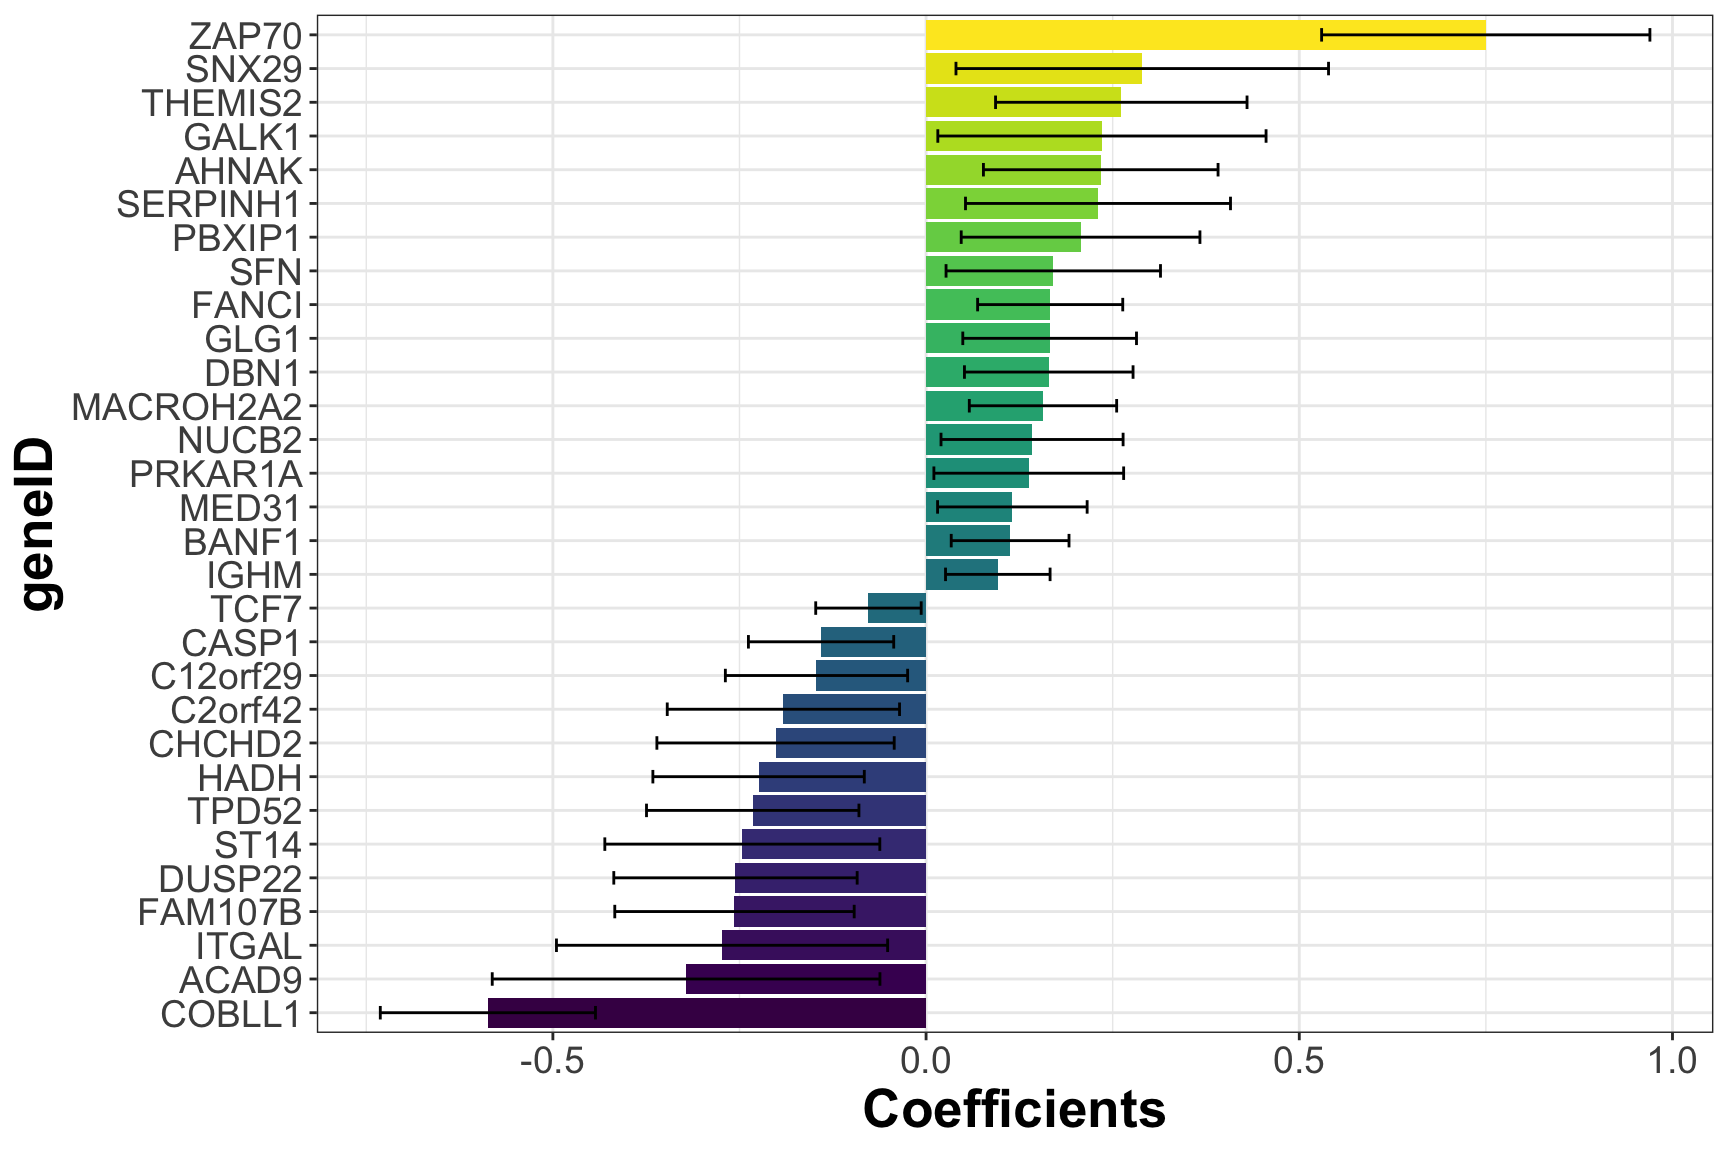 geneID
ZAP70
SNX29
THEMIS2
GALK1
AHNAK
SERPINH1
PBXIP1
SFN
FANCI
GLG1
DBN1
MACROH2A2
NUCB2
PRKAR1A
MED31
BANF1
IGHM
TCF7
CASP1
C12orf29
C2orf42
CHCHD2
HADH
TPD52
ST14
DUSP22
FAM107B
ITGAL
ACAD9
COBLL1
-0.5 0.0 0.5 1.0
Coefficients